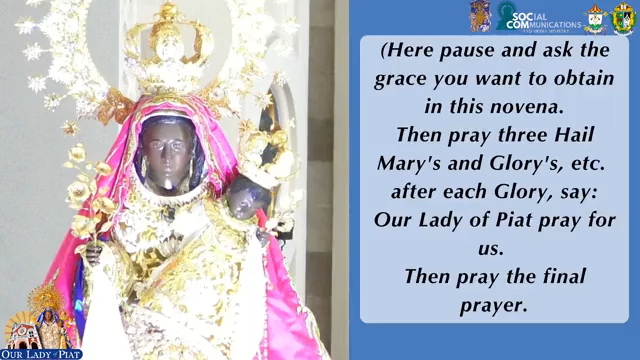 SOCIAL
COMMUNICATIONS
(Here pause and ask the
grace you want to obtain
in this novena.
Then pray three Hail
Mary's and Glory's, etc.
after each Glory, say:
Our Lady of Piat pray for
us.
Then pray the final
prayer.
OUR LADY of PIAT